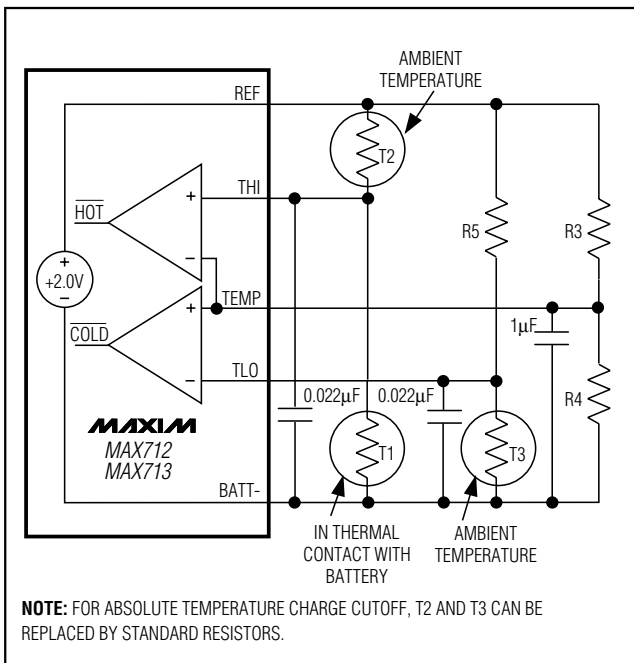 AMBIENT
TEMPERATURE
REF
T2
THI
+
HOT
R5
R3
−
+
+2.0V
−
TEMP
+
1µF
COLD
−
TLO
0.022µF
0.022µF
R4
MAXIM
MAX712
MAX713
T1
T3
BATT-
IN THERMAL
CONTACT WITH
BATTERY
AMBIENT
TEMPERATURE
NOTE: FOR ABSOLUTE TEMPERATURE CHARGE CUTOFF, T2 AND T3 CAN BE
REPLACED BY STANDARD RESISTORS.